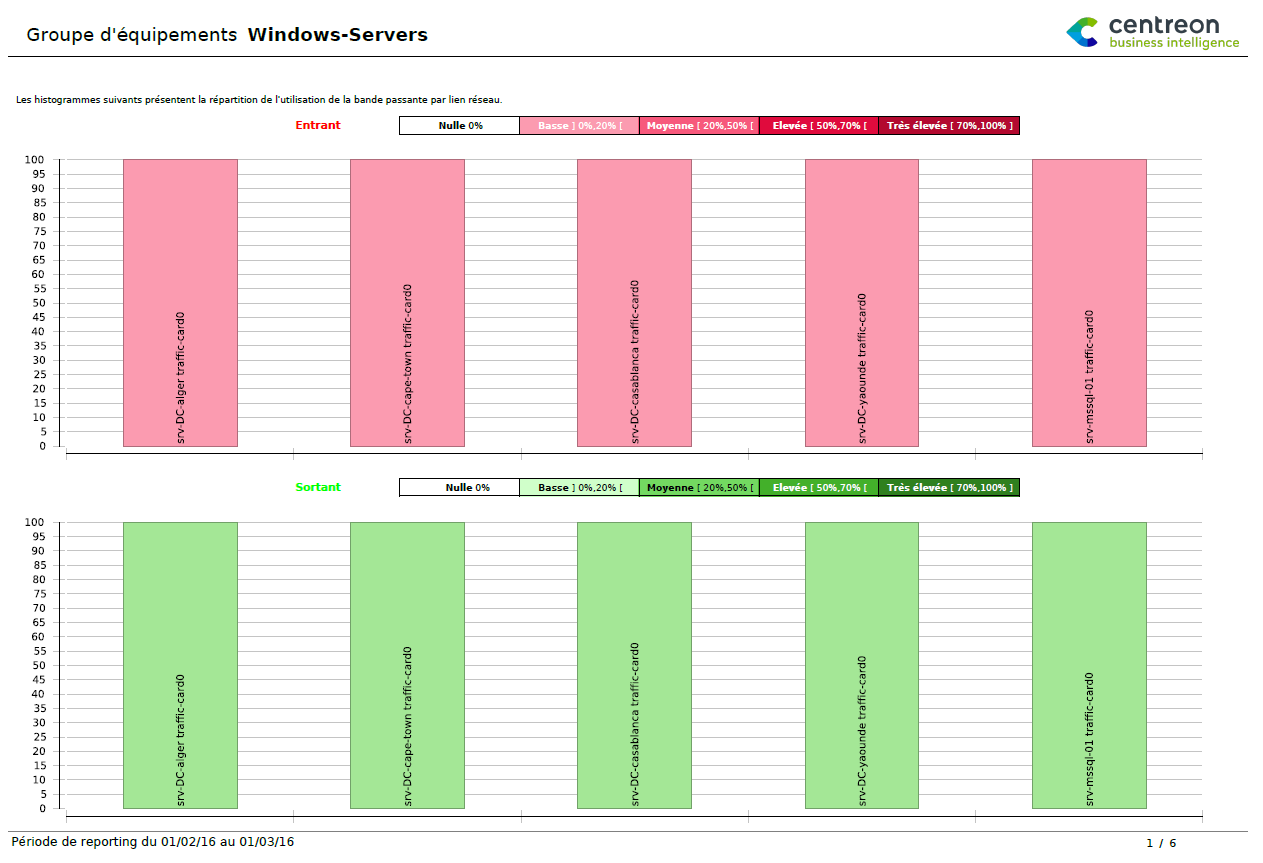 Groupe d'équipements Windows-Servers
centreon
business intelligence
Les histogrammes suivants présentent la répartition de l'utilisation de la bande passante par lien réseau.
Entrant Nulle 0% Basse ] 0%,20% [ Moyenne [ 20%,50% [ Elevée [ 50%,70% [ Très élevée [ 70%,100% ]
100
95
90
85
80
75
70
65
60
55
50
45
40
35
30
25
20
15
10
5
0
srv-DC-alger traffic-card0
srv-DC-cape-town traffic-card0
srv-DC-casablanca traffic-card0
srv-DC-yaounde traffic-card0
srv-mssql-01 traffic-card0
Sortant Nulle 0% Basse ] 0%,20% [ Moyenne [ 20%,50% [ Elevée [ 50%,70% [ Très élevée [ 70%,100% ]
100
95
90
85
80
75
70
65
60
55
50
45
40
35
30
25
20
15
10
5
0
srv-DC-alger traffic-card0
srv-DC-cape-town traffic-card0
srv-DC-casablanca traffic-card0
srv-DC-yaounde traffic-card0
srv-mssql-01 traffic-card0
Période de reporting du 01/02/16 au 01/03/16
1 / 6